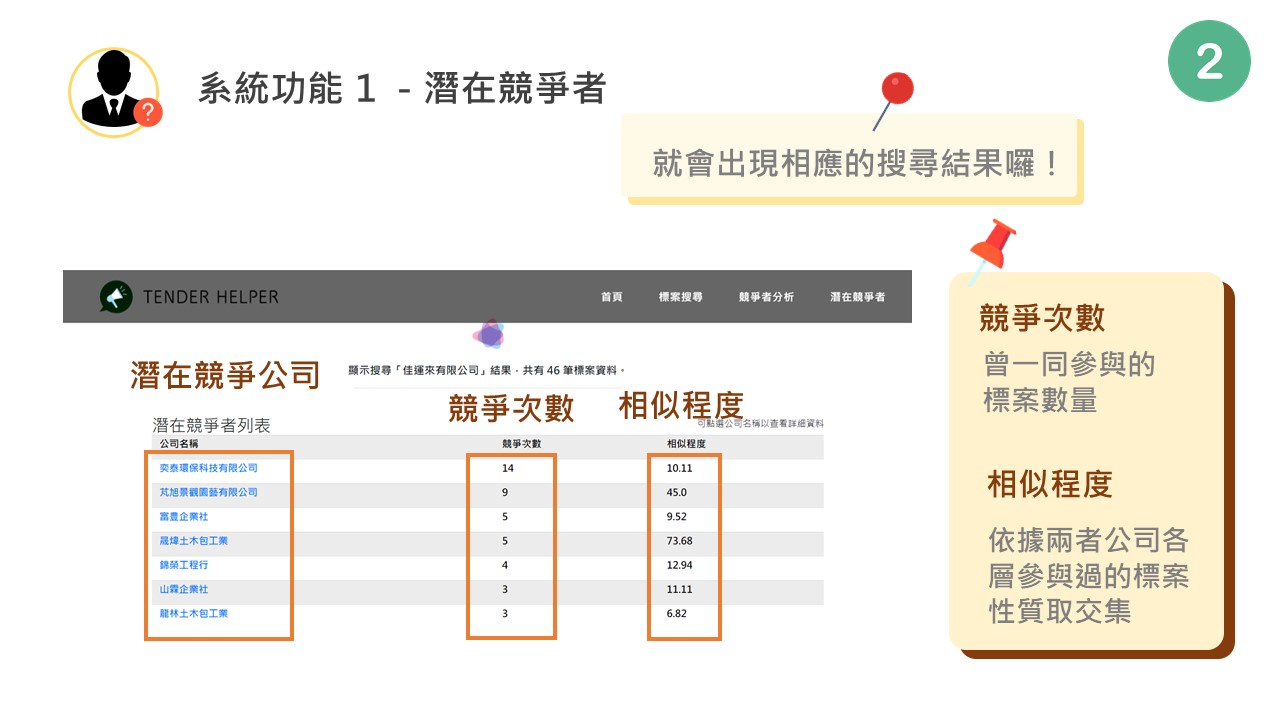 2
?
系統功能 1 - 潛在競爭者
就會出現相應的搜尋結果囉！
TENDER HELPER
首頁 標案搜尋 競爭者分析 潛在競爭者
顯示搜尋「佳運來有限公司」結果，共有 46 筆標案資料。
潛在競爭公司
競爭次數
相似程度
潛在競爭者列表
可點選公司名稱以查看詳細資料
公司名稱 競爭次數 相似程度
奕泰環保科技有限公司 14 10.11
芃旭景觀園藝有限公司 9 45.0
富豊企業社 5 9.52
晟煒土木包工業 5 73.68
錦榮工程行 4 12.94
山霖企業社 3 11.11
龍林土木包工業 3 6.82
競爭次數
曾一同參與的
標案數量
相似程度
依據兩者公司各
層參與過的標案
性質取交集